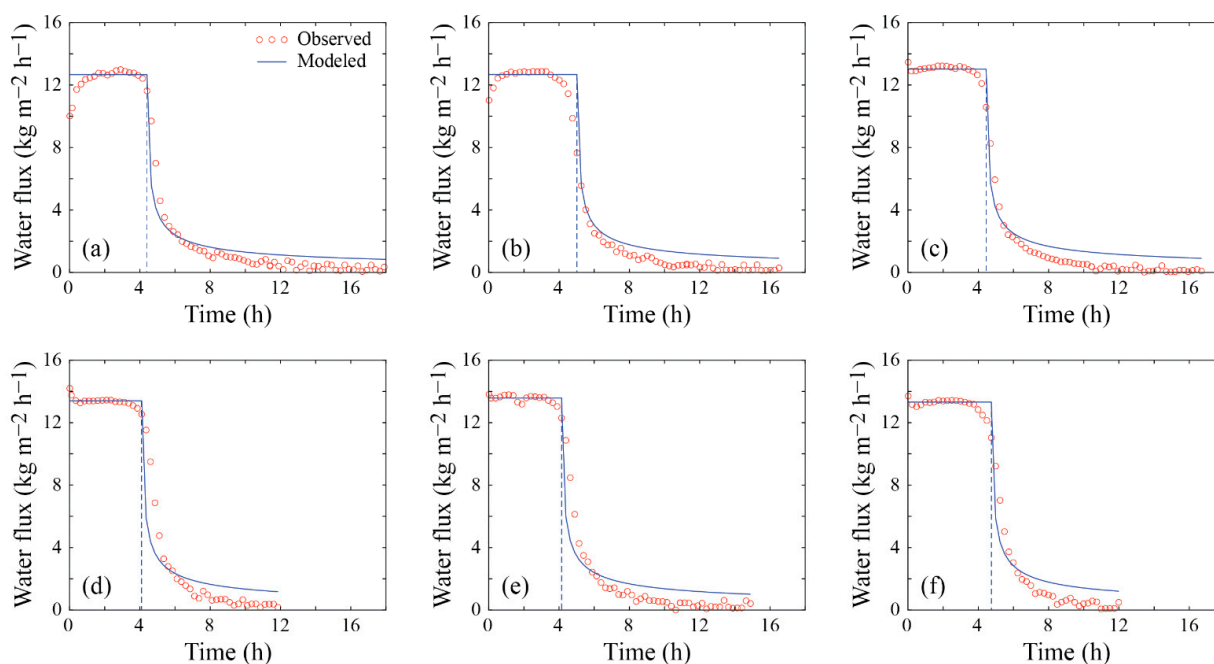 Observed
Modeled
Water flux (kg m−2 h−1)
16
12
8
4
0
(a)
0 4 8 12 16
Time (h)
Water flux (kg m−2 h−1)
16
12
8
4
0
(b)
0 4 8 12 16
Time (h)
Water flux (kg m−2 h−1)
16
12
8
4
0
(c)
0 4 8 12 16
Time (h)
Water flux (kg m−2 h−1)
16
12
8
4
0
(d)
0 4 8 12 16
Time (h)
Water flux (kg m−2 h−1)
16
12
8
4
0
(e)
0 4 8 12 16
Time (h)
Water flux (kg m−2 h−1)
16
12
8
4
0
(f)
0 4 8 12 16
Time (h)